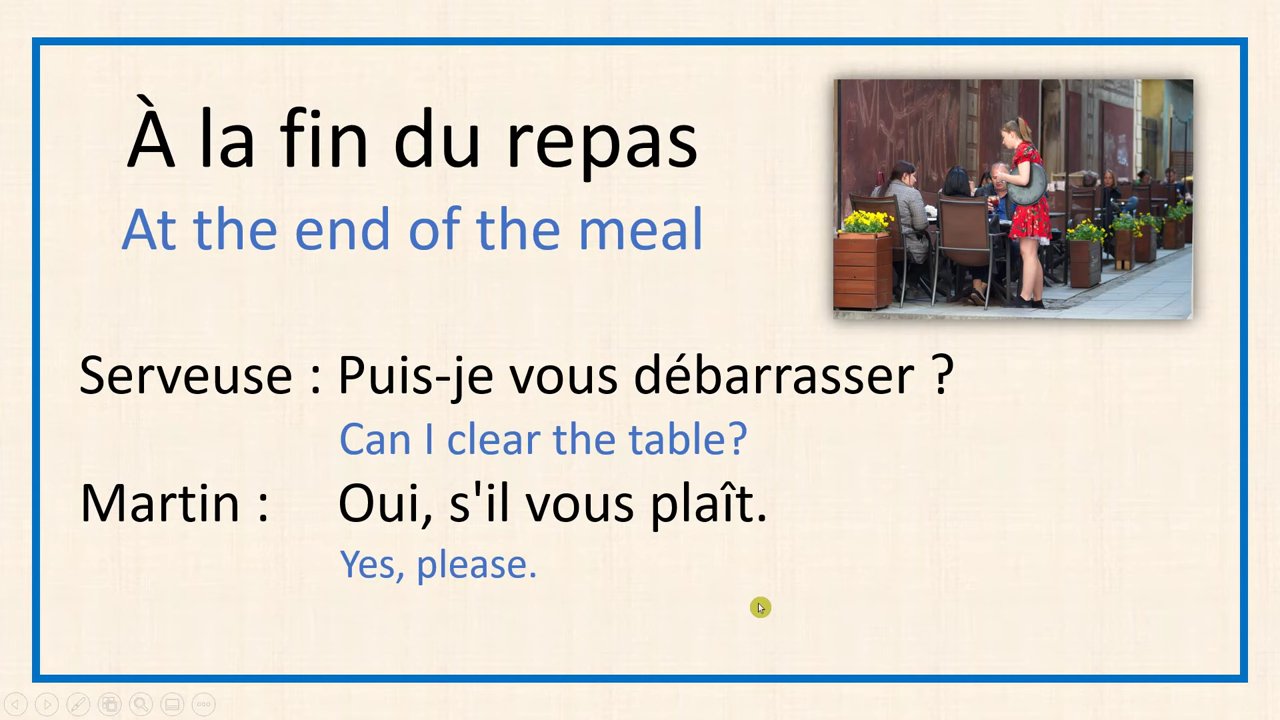 À la fin du repas
At the end of the meal
Serveuse : Puis-je vous débarrasser ?
Can I clear the table?
Martin : Oui, s'il vous plaît.
Yes, please.